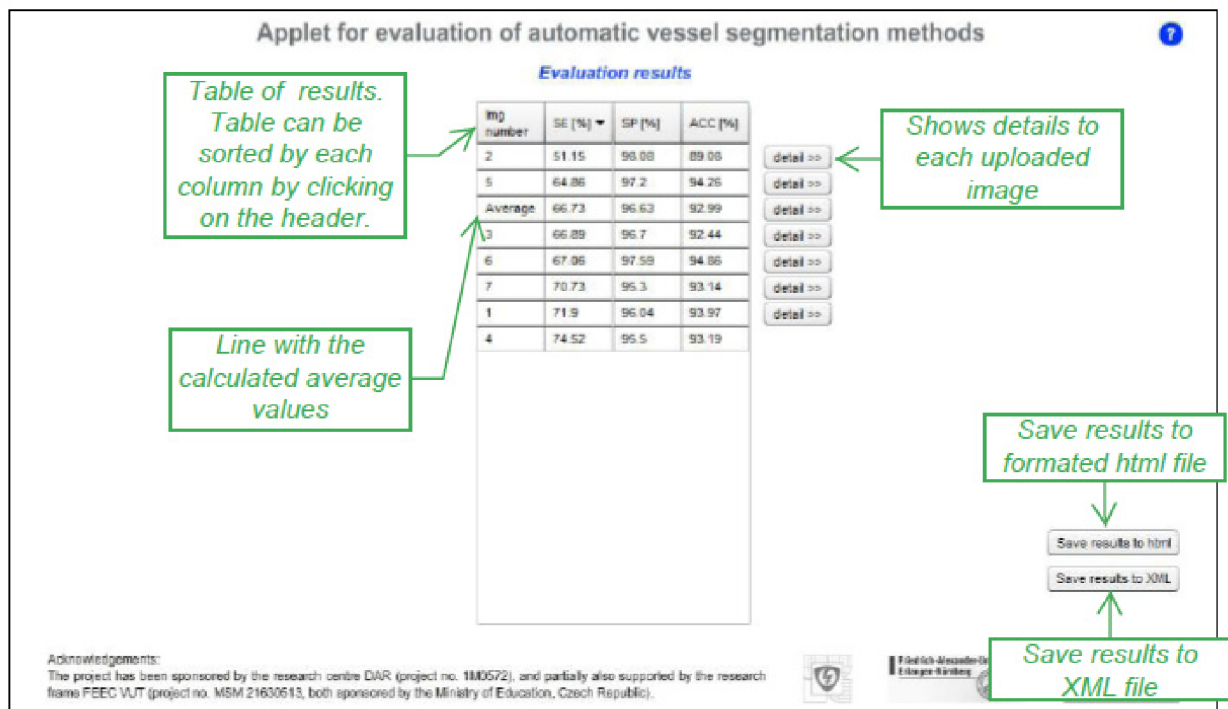 Applet for evaluation of automatic vessel segmentation methods
?
Evaluation results
Table of results.
Table can be
sorted by each
column by clicking
on the header.
Img number SE [%] SP [%] ACC [%]
2 51.15 96.08 89.06 detail >>
5 64.86 97.2 94.26 detail >>
Average 66.73 96.63 92.99 detail >>
3 66.89 96.7 92.44 detail >>
6 67.06 97.59 94.86 detail >>
7 70.73 95.3 93.14 detail >>
1 71.9 96.04 93.97 detail >>
4 74.52 95.5 93.19
Shows details to
each uploaded
image
Line with the
calculated average
values
Save results to
formated html file
Save results to html
Save results to XML
Save results to
XML file
Acknowledgements:
The project has been sponsored by the research centre DAR (project no. 1M0572), and partially also supported by the research
frame FEEC VUT (project no. MSM 21630513, both sponsored by the Ministry of Education, Czech Republic).
Friedrich-Alexander-
Erlangen-Nürnberg